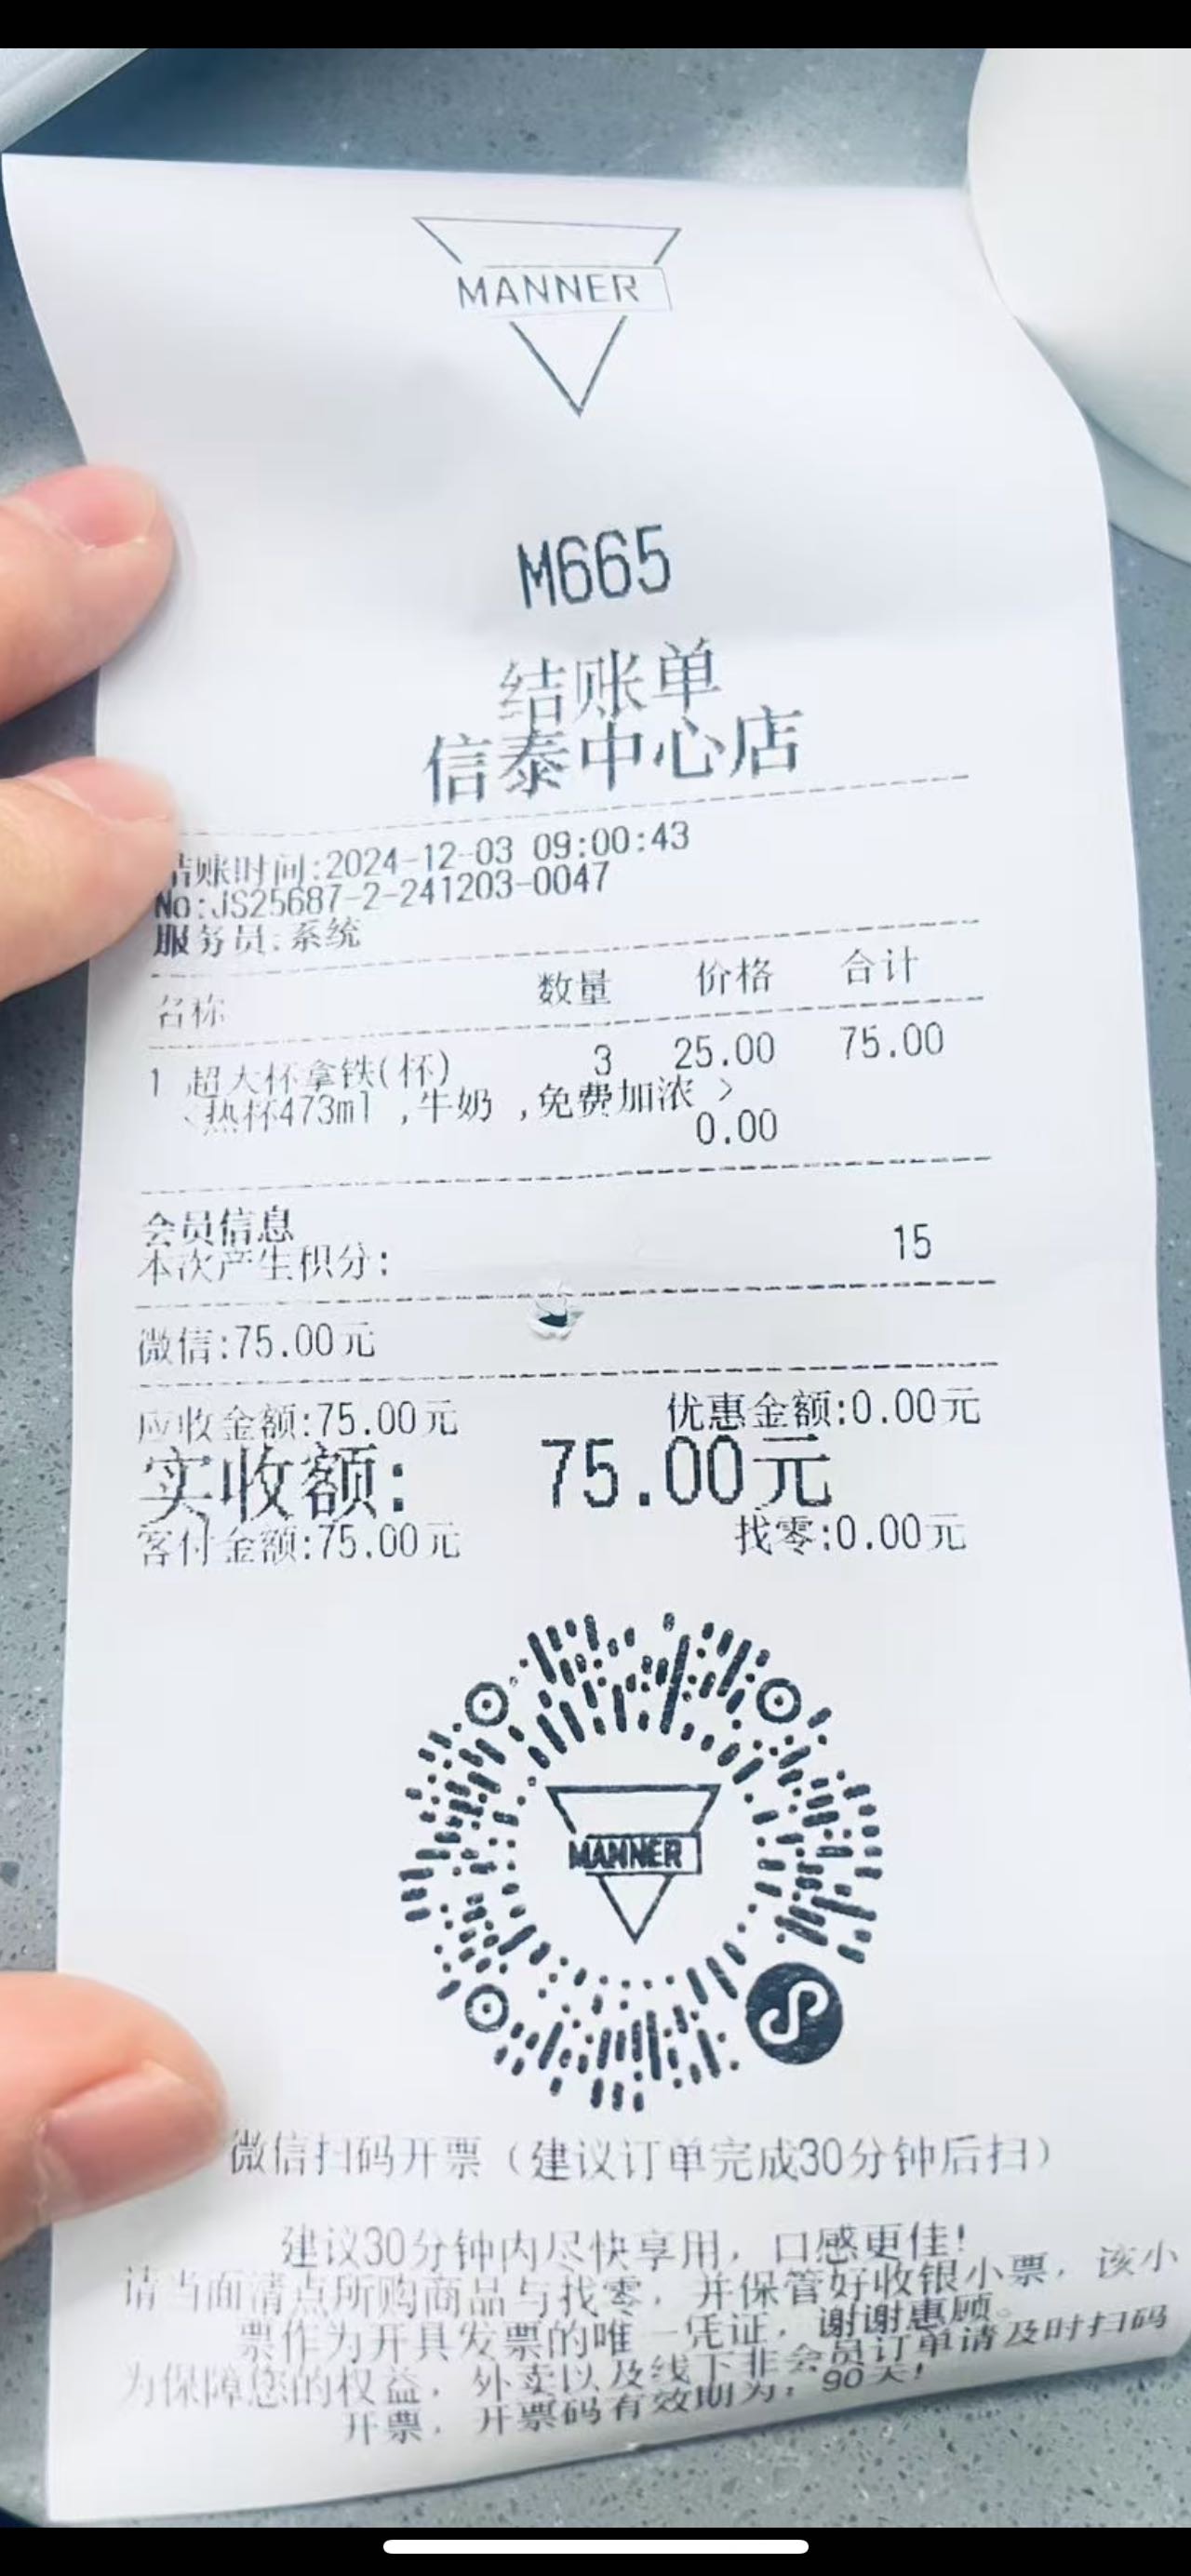 MANNER
M665
结账单
信泰中心店
结账时间:2024-12-03 09:00:43
No:JS25687-2-241203-0047
服务员:系统
名称 数量 价格 合计
1 超大杯拿铁(杯) 3 25.00 75.00
<热杯473ml ,牛奶 ,免费加浓 >
0.00
会员信息
本次产生积分: 15
微信:75.00元
应收金额:75.00元 优惠金额:0.00元
实收额: 75.00元
客付金额:75.00元 找零:0.00元
MANNER
微信扫码开票（建议订单完成30分钟后扫）
建议30分钟内尽快享用，口感更佳!
请当面清点所购商品与找零，并保管好收银小票，该小
票作为开具发票的唯一凭证，谢谢惠顾。
为保障您的权益，外卖以及线下非会员订单请及时扫码
开票，开票码有效期为：90天!